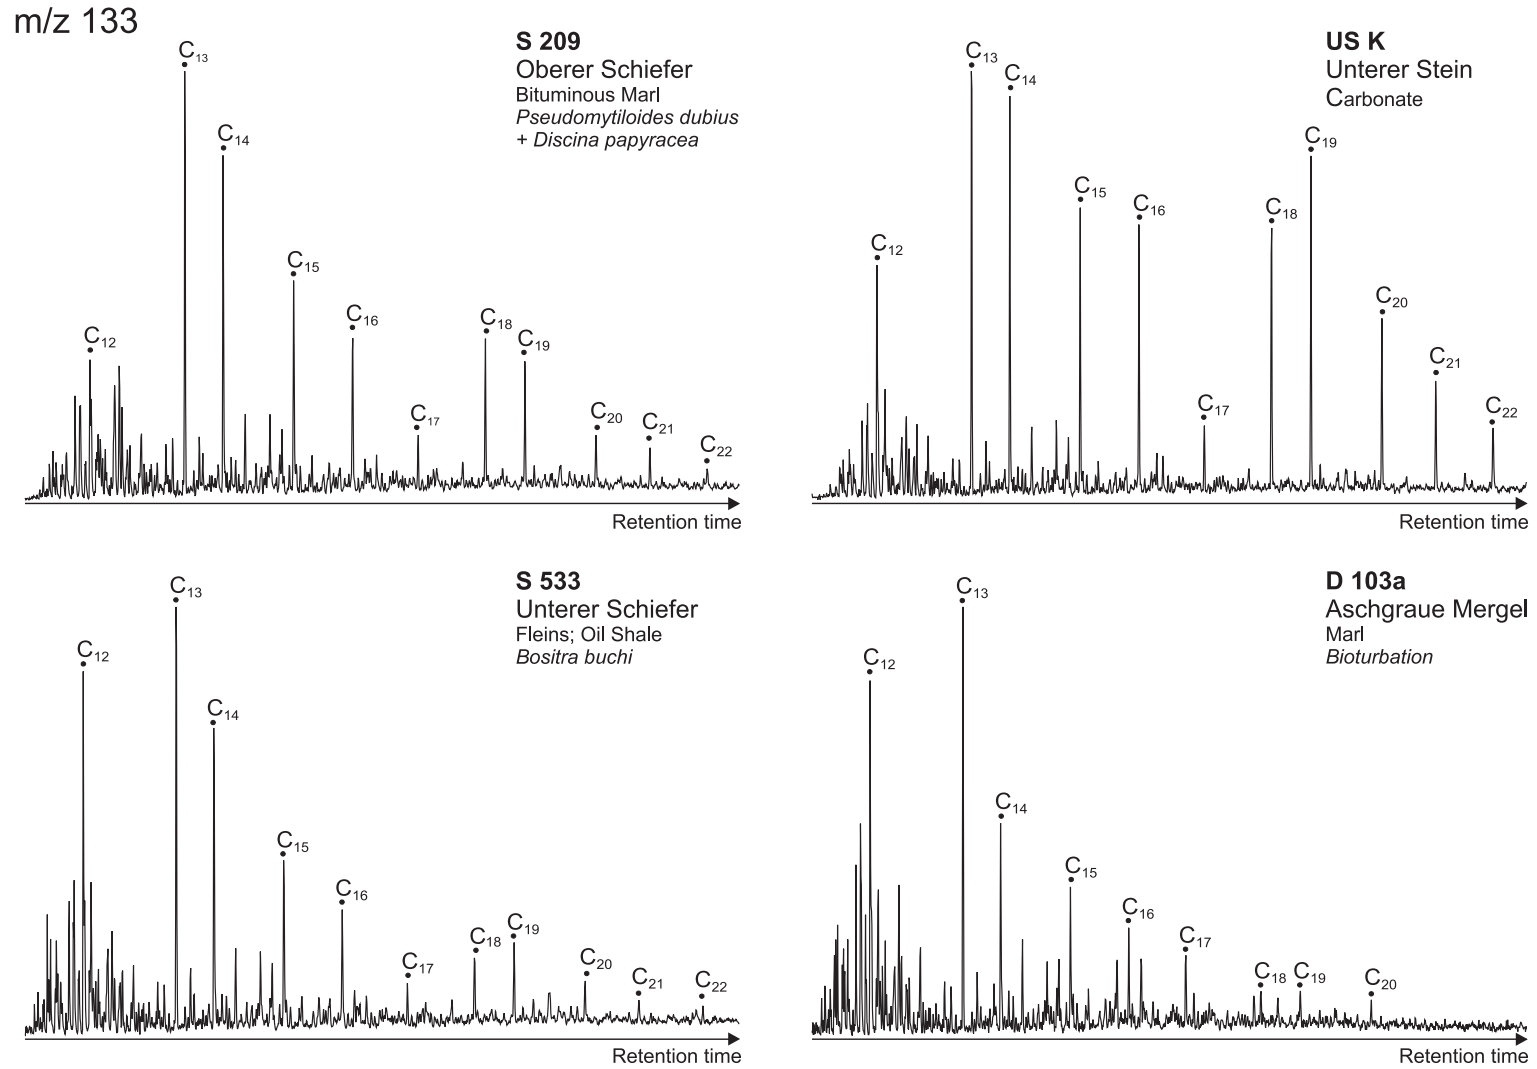 m/z 133
S 209
Oberer Schiefer
Bituminous Marl
Pseudomytiloides dubius
+ Discina papyracea
C12
C13
C14
C15
C16
C17
C18
C19
C20
C21
C22
Retention time
US K
Unterer Stein
Carbonate
C12
C13
C14
C15
C16
C17
C18
C19
C20
C21
C22
Retention time
S 533
Unterer Schiefer
Fleins; Oil Shale
Bositra buchi
C12
C13
C14
C15
C16
C17
C18
C19
C20
C21
C22
Retention time
D 103a
Aschgraue Mergel
Marl
Bioturbation
C12
C13
C14
C15
C16
C17
C18
C19
C20
Retention time